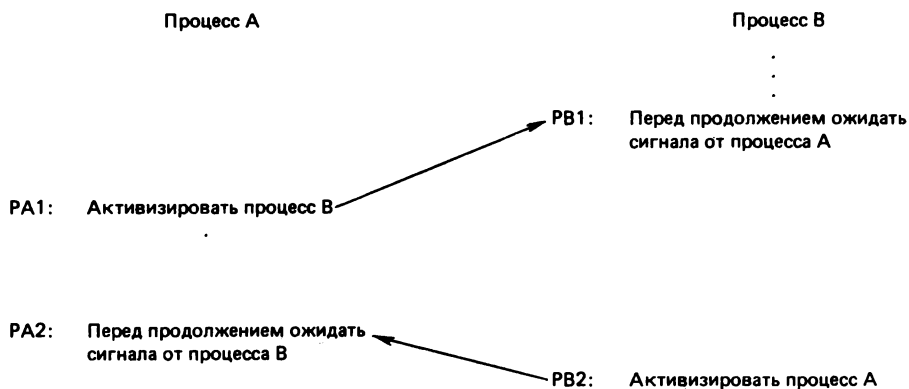 Процесс A
Процесс B
.
.
.
PB1: Перед продолжением ожидать
сигнала от процесса A
PA1: Активизировать процесс B
.
PA2: Перед продолжением ожидать
сигнала от процесса B
PB2: Активизировать процесс A